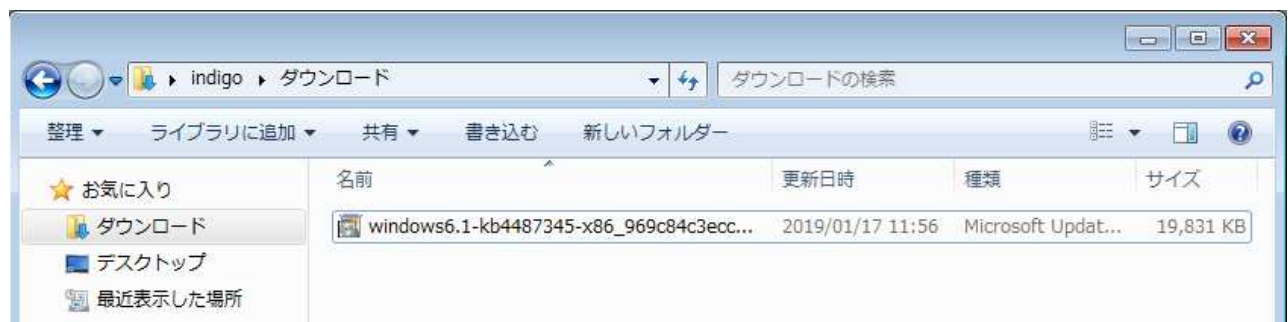 indigo ダウンロード ダウンロードの検索
整理 ライブラリに追加 共有 書き込む 新しいフォルダー
お気に入り 名前 更新日時 種類 サイズ
ダウンロード windows6.1-kb4487345-x86_969c84c3ecc... 2019/01/17 11:56 Microsoft Updat... 19,831 KB
デスクトップ
最近表示した場所